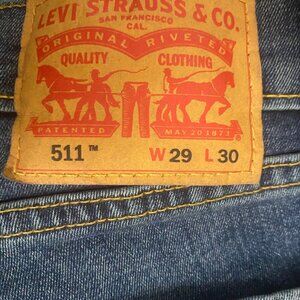 LEVI STRAUSS & CO.
SAN FRANCISCO
CAL.
ORIGINAL RIVETED
QUALITY CLOTHING
PATENTED MAY 20 1873
511™ W 29 L 30